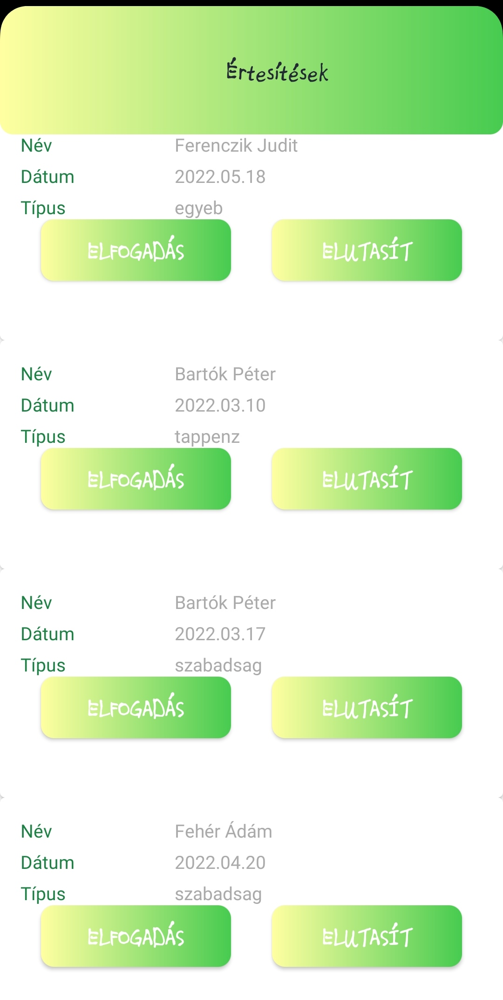 Értesítések
Név Ferenczik Judit
Dátum 2022.05.18
Típus egyeb
ELFOGADÁS ELUTASÍT
Név Bartók Péter
Dátum 2022.03.10
Típus tappenz
ELFOGADÁS ELUTASÍT
Név Bartók Péter
Dátum 2022.03.17
Típus szabadsag
ELFOGADÁS ELUTASÍT
Név Fehér Ádám
Dátum 2022.04.20
Típus szabadsag
ELFOGADÁS ELUTASÍT